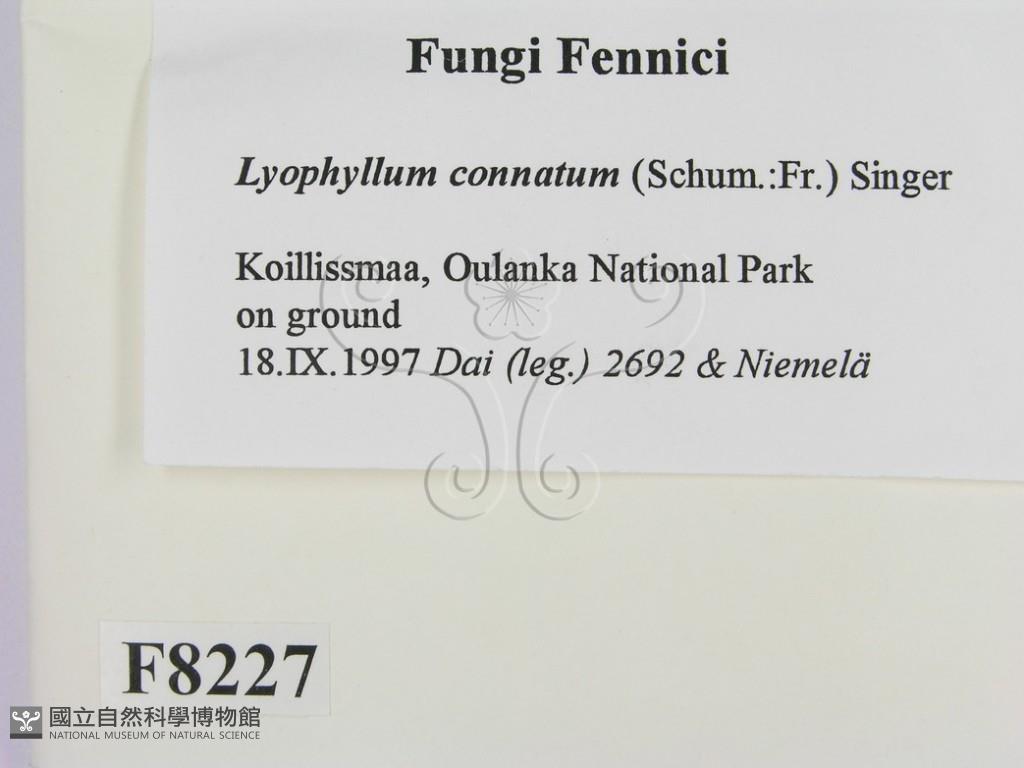 Fungi Fennici
Lyophyllum connatum (Schum.:Fr.) Singer
Koillissmaa, Oulanka National Park
on ground
18.IX.1997 Dai (leg.) 2692 & Niemelä
F8227
國立自然科學博物館
NATIONAL MUSEUM OF NATURAL SCIENCE